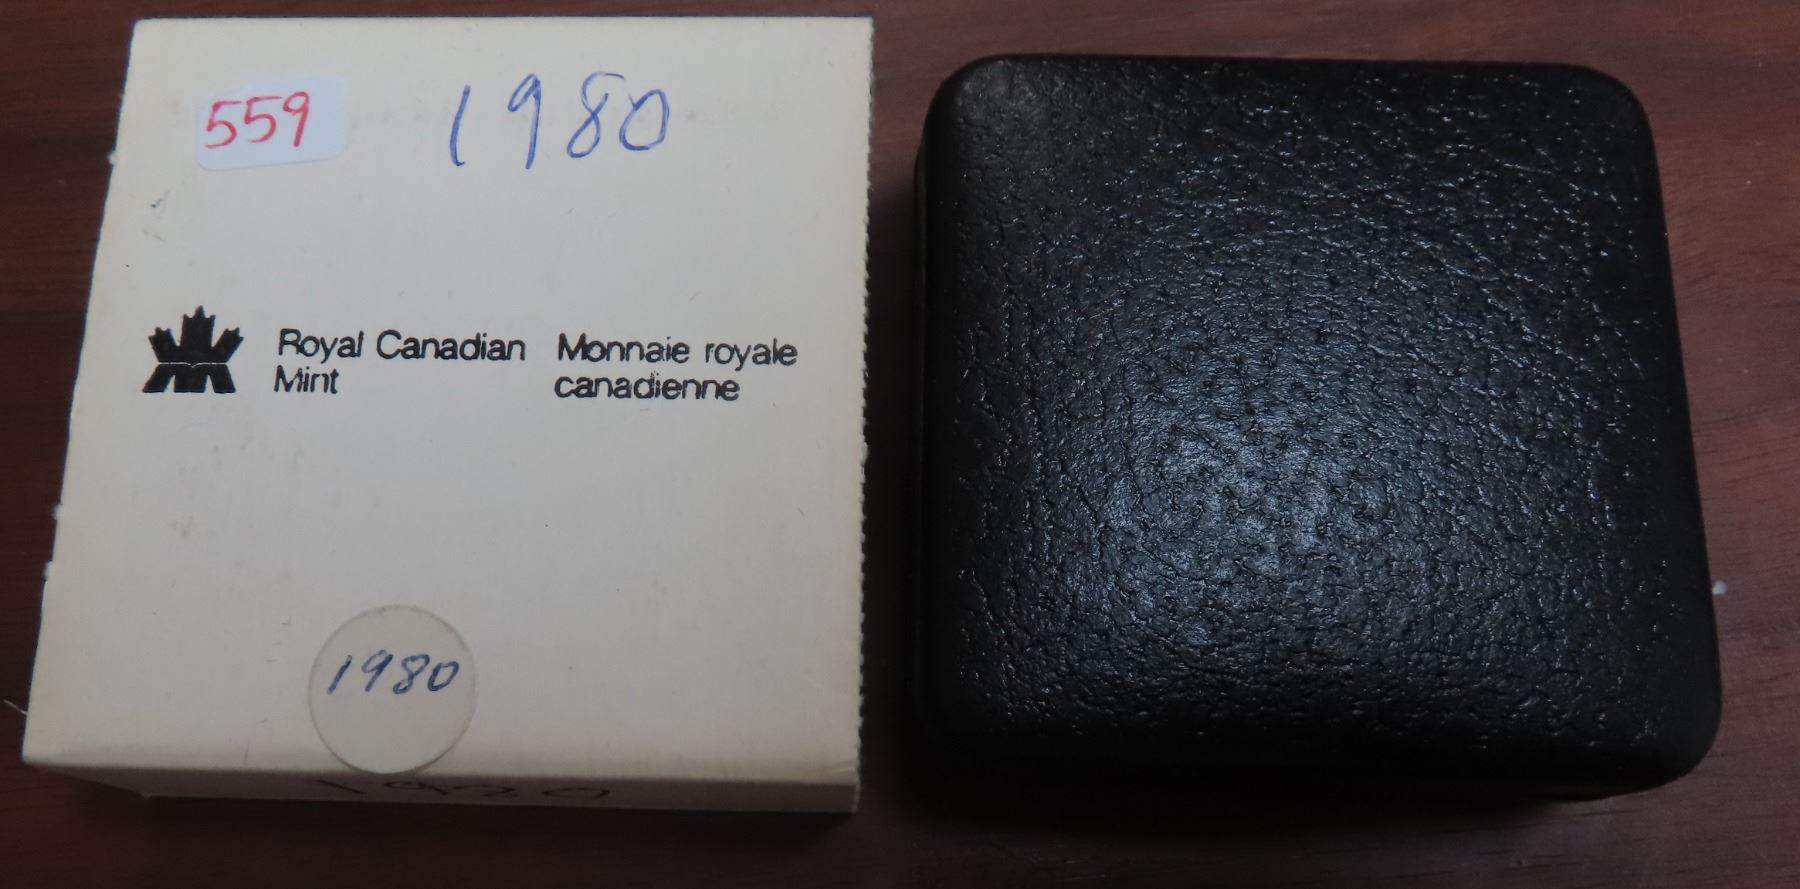 559
1980
Royal Canadian
Mint
Monnaie royale
canadienne
1980